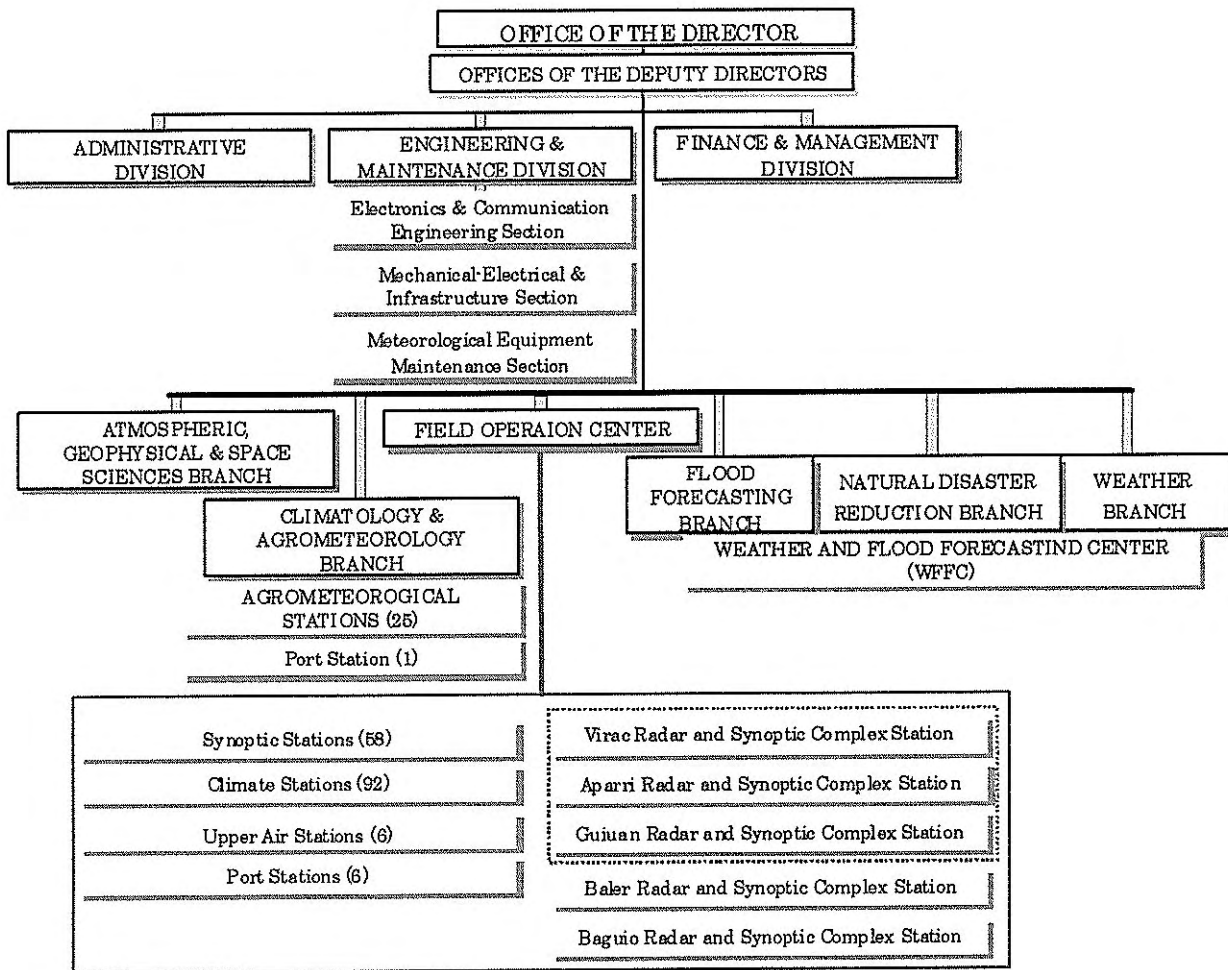 OFFICE OF THE DIRECTOR
OFFICES OF THE DEPUTY DIRECTORS
ADMINISTRATIVE
DIVISION
ENGINEERING &
MAINTENANCE DIVISION
FINANCE & MANAGEMENT
DIVISION
Electronics & Communication
Engineering Section
Mechanical-Electrical &
Infrastructure Section
Meteorological Equipment
Maintenance Section
ATMOSPHERIC,
GEOPHYSICAL & SPACE
SCIENCES BRANCH
CLIMATOLOGY &
AGROMETEOROLOGY
BRANCH
AGROMETEOROGICAL
STATIONS (25)
Port Station (1)
FIELD OPERAION CENTER
FLOOD
FORECASTING
BRANCH
NATURAL DISASTER
REDUCTION BRANCH
WEATHER
BRANCH
WEATHER AND FLOOD FORECASTIND CENTER
(WFFC)
Synoptic Stations (58)
Climate Stations (92)
Upper Air Stations (6)
Port Stations (6)
Virac Radar and Synoptic Complex Station
Aparri Radar and Synoptic Complex Station
Guiuan Radar and Synoptic Complex Station
Baler Radar and Synoptic Complex Station
Baguio Radar and Synoptic Complex Station